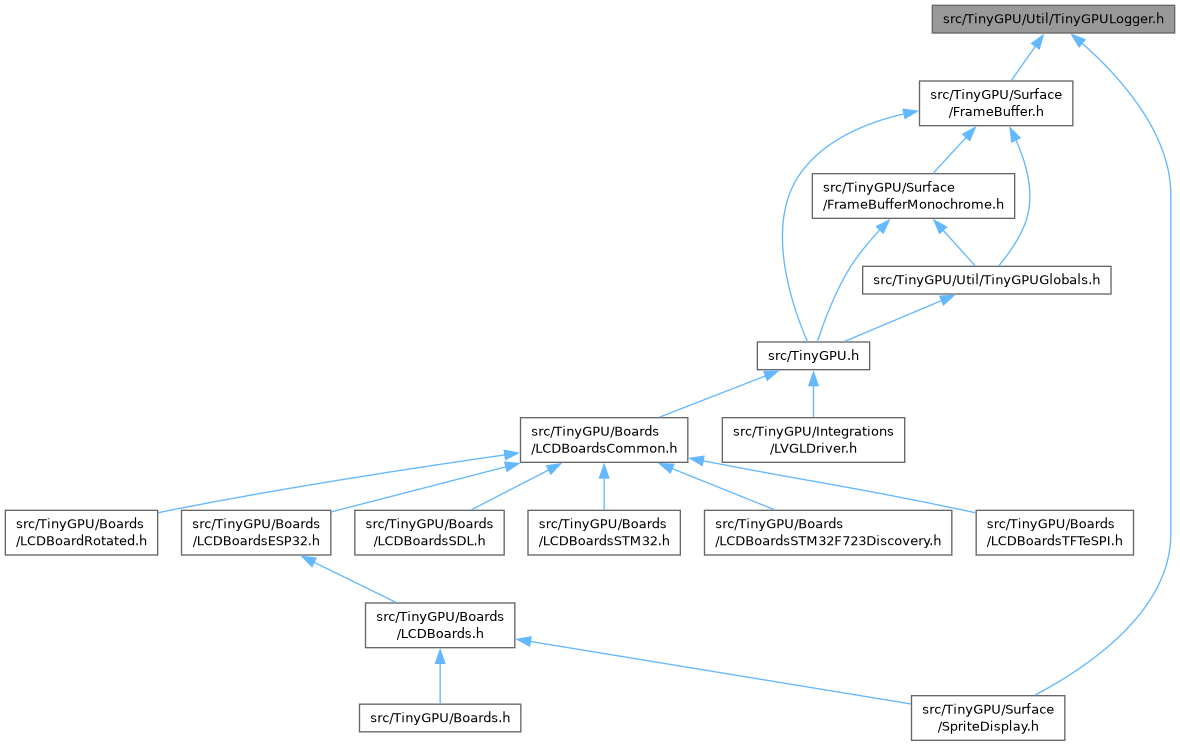 src/TinyGPU/Util/TinyGPULogger.h
src/TinyGPU/Surface
/FrameBuffer.h
src/TinyGPU/Surface
/FrameBufferMonochrome.h
src/TinyGPU/Util/TinyGPUGlobals.h
src/TinyGPU.h
src/TinyGPU/Boards
/LCDBoardsCommon.h
src/TinyGPU/Integrations
/LVGLDriver.h
src/TinyGPU/Boards
/LCDBoardRotated.h
src/TinyGPU/Boards
/LCDBoardsESP32.h
src/TinyGPU/Boards
/LCDBoardsSDL.h
src/TinyGPU/Boards
/LCDBoardsSTM32.h
src/TinyGPU/Boards
/LCDBoardsSTM32F723Discovery.h
src/TinyGPU/Boards
/LCDBoardsTFTeSPI.h
src/TinyGPU/Boards
/LCDBoards.h
src/TinyGPU/Boards.h
src/TinyGPU/Surface
/SpriteDisplay.h